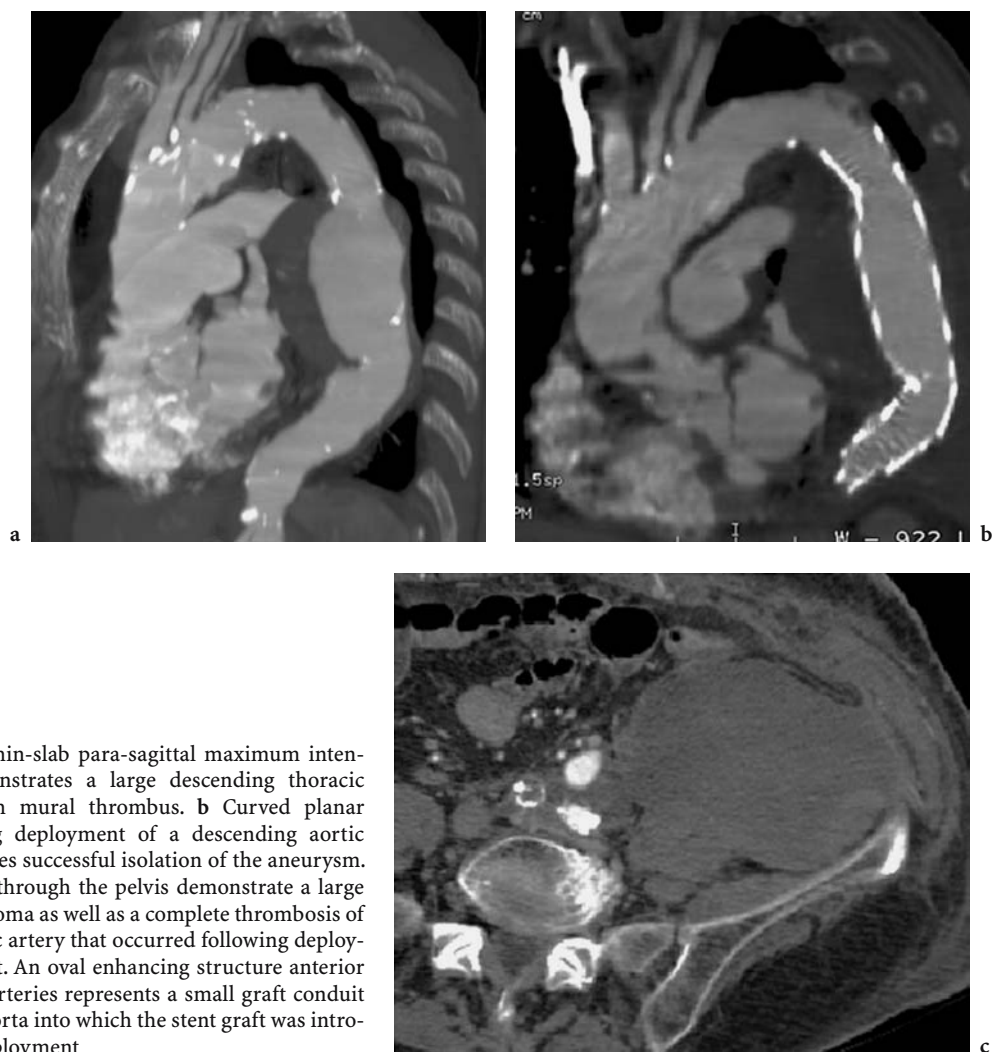 cm
a
1.5sp
PM
I
W = 922 L
b
hin-slab para-sagittal maximum inten-
nstrates a large descending thoracic
n mural thrombus. b Curved planar
g deployment of a descending aortic
es successful isolation of the aneurysm.
through the pelvis demonstrate a large
oma as well as a complete thrombosis of
c artery that occurred following deploy-
t. An oval enhancing structure anterior
rteries represents a small graft conduit
orta into which the stent graft was intro-
ployment
c